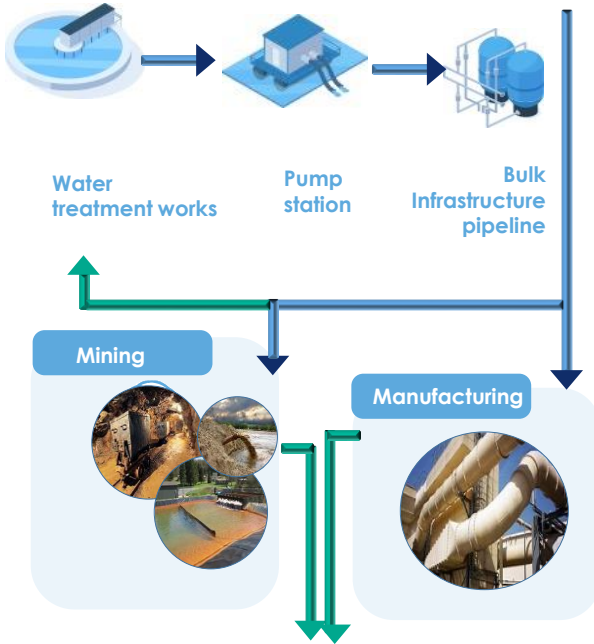 Water
treatment works
Pump
station
Bulk
Infrastructure
pipeline
Mining
Manufacturing